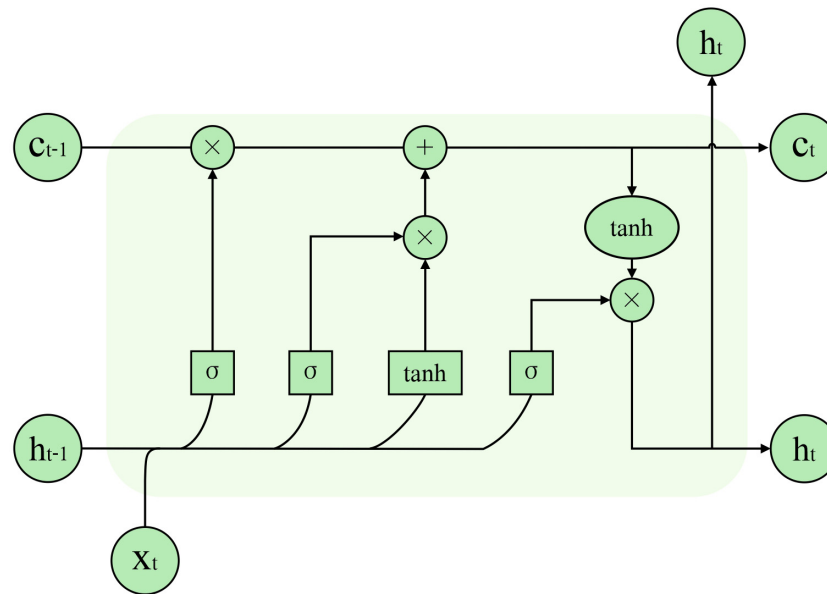 ht
ct-1
×
+
ct
×
tanh
×
σ
σ
tanh
σ
ht-1
ht
xt